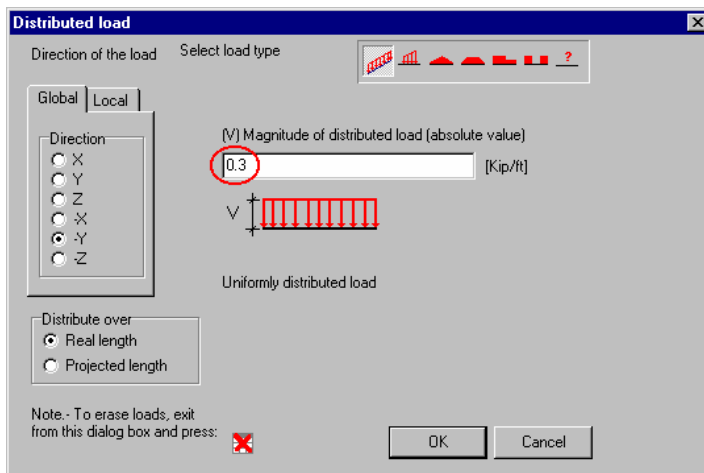 Distributed load
Direction of the load
Select load type
?
Global
Local
Direction
X
Y
Z
-X
-Y
-Z
(V) Magnitude of distributed load (absolute value)
0.3
[Kip/ft]
V
Uniformly distributed load
Distribute over
Real length
Projected length
Note.- To erase loads, exit
from this dialog box and press:
OK
Cancel